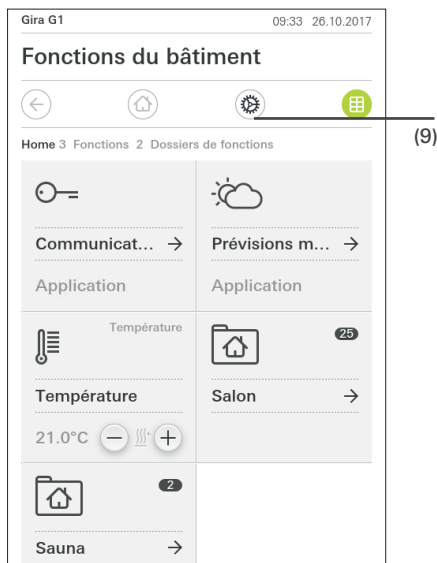 Gira G1 09:33 26.10.2017
Fonctions du bâtiment
(9)
Home 3 Fonctions 2 Dossiers de fonctions
Communicat... Prévisions m...
Application Application
Température 25
Température Salon
21.0°C
2
Sauna